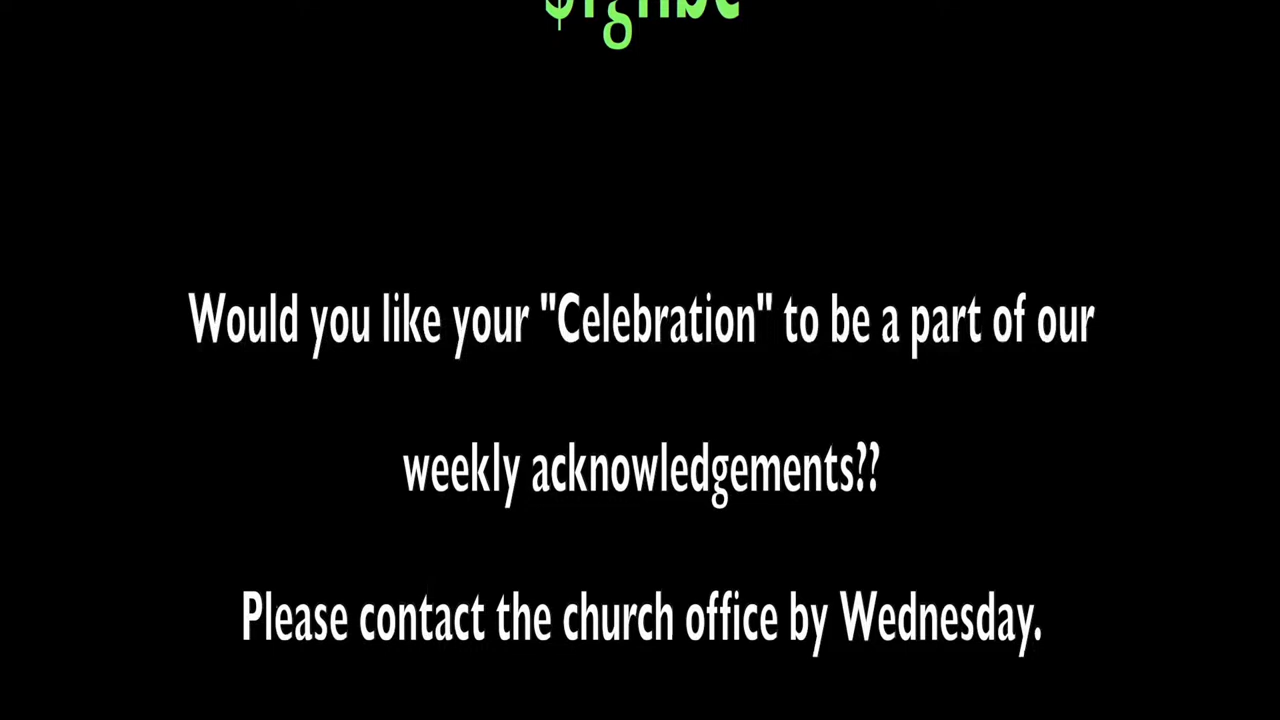 Would you like your "Celebration" to be a part of our
weekly acknowledgements??
Please contact the church office by Wednesday.